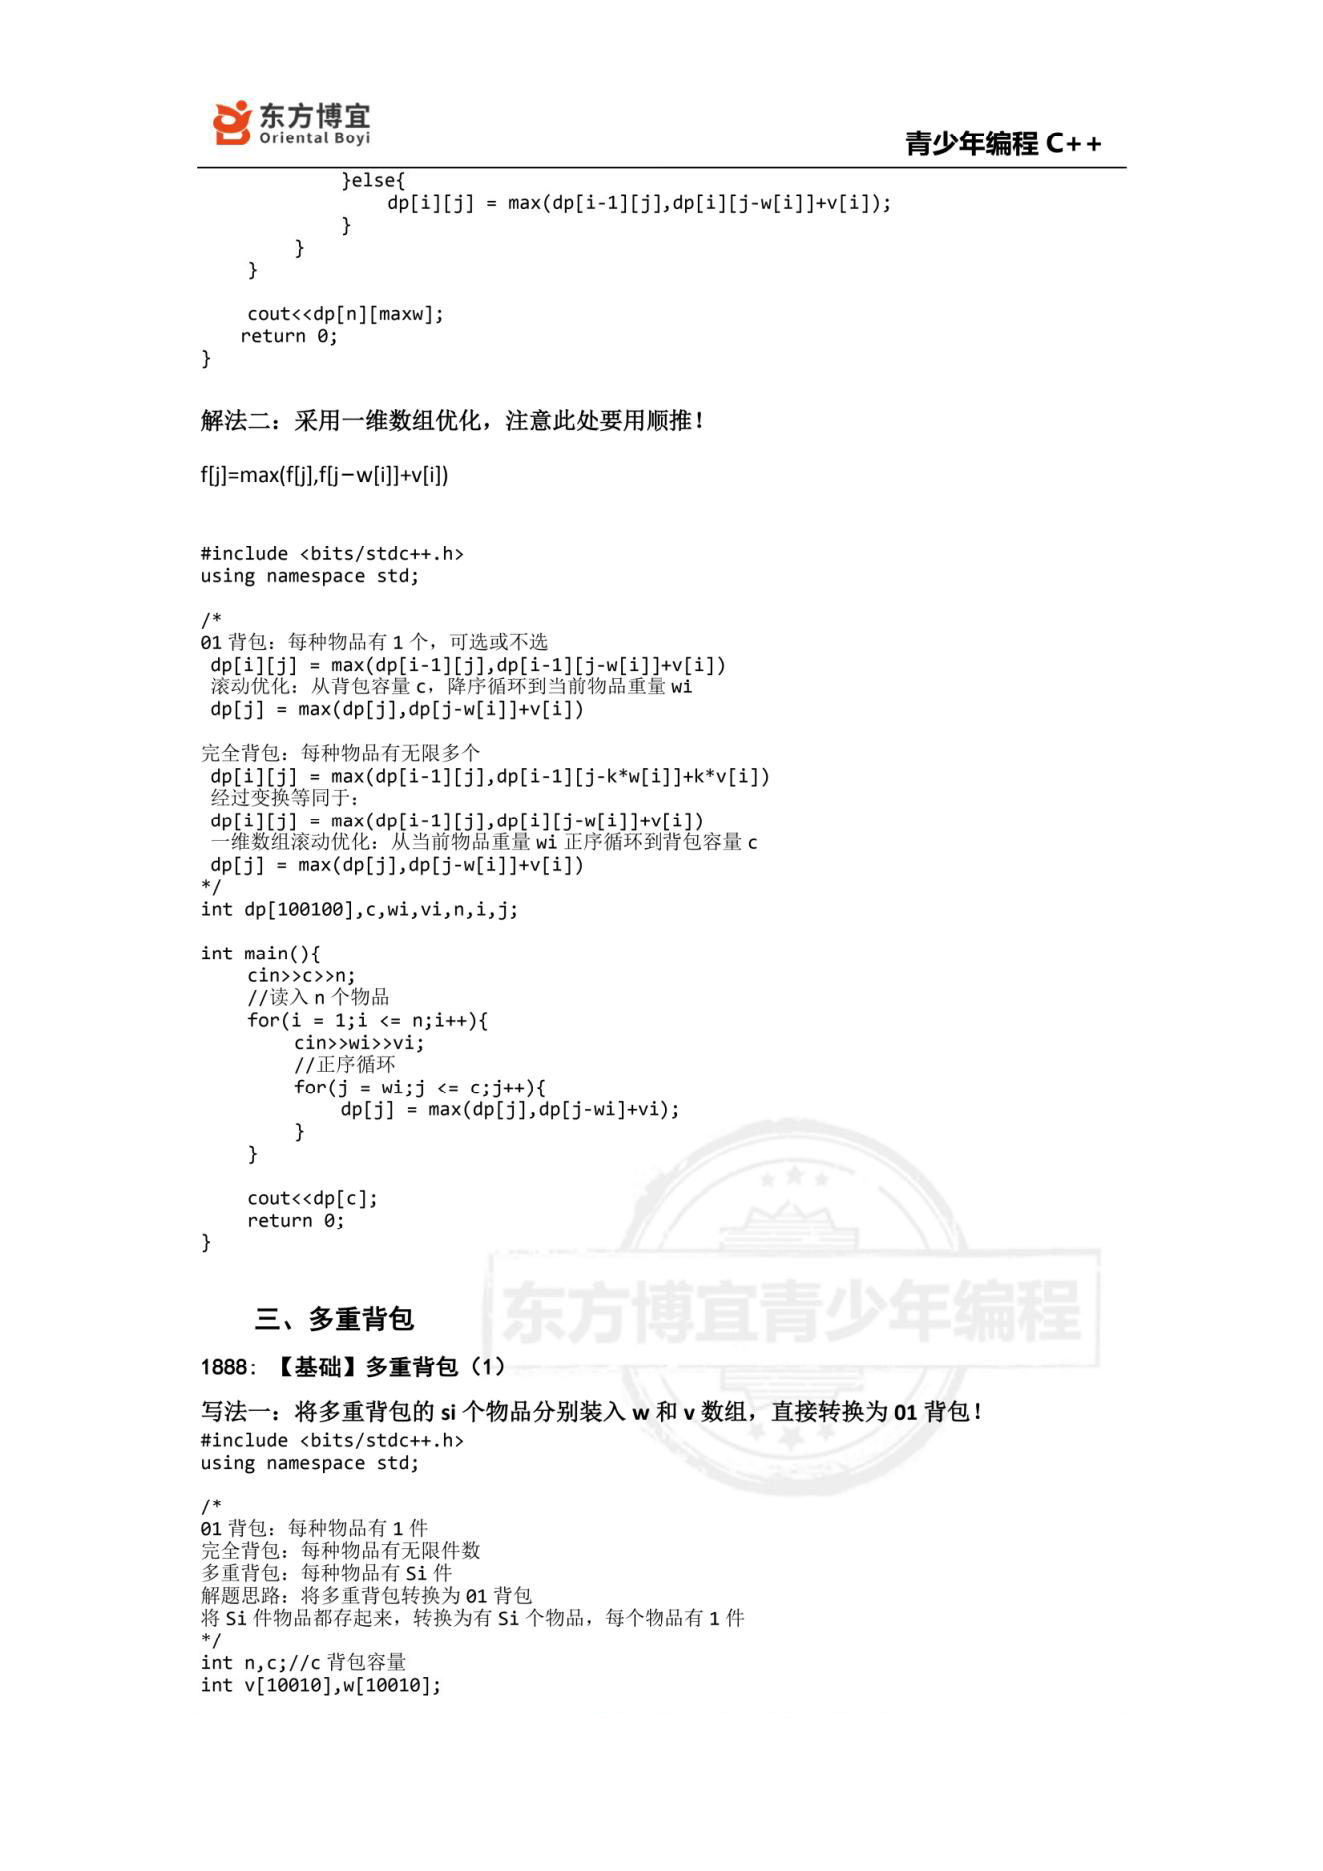 东方博宜
Oriental Boyi
青少年编程 C++
}else{
dp[i][j] = max(dp[i-1][j],dp[i][j-w[i]]+v[i]);
}
}
}
cout<<dp[n][maxw];
return 0;
}
解法二：采用一维数组优化，注意此处要用顺推！
f[j]=max(f[j],f[j−w[i]]+v[i])
#include <bits/stdc++.h>
using namespace std;
/*
01 背包：每种物品有 1 个，可选或不选
dp[i][j] = max(dp[i-1][j],dp[i-1][j-w[i]]+v[i])
滚动优化：从背包容量 c，降序循环到当前物品重量 wi
dp[j] = max(dp[j],dp[j-w[i]]+v[i])
完全背包：每种物品有无限多个
dp[i][j] = max(dp[i-1][j],dp[i-1][j-k*w[i]]+k*v[i])
经过变换等同于：
dp[i][j] = max(dp[i-1][j],dp[i][j-w[i]]+v[i])
一维数组滚动优化：从当前物品重量 wi 正序循环到背包容量 c
dp[j] = max(dp[j],dp[j-w[i]]+v[i])
*/
int dp[100100],c,wi,vi,n,i,j;
int main(){
cin>>c>>n;
//读入 n 个物品
for(i = 1;i <= n;i++){
cin>>wi>>vi;
//正序循环
for(j = wi;j <= c;j++){
dp[j] = max(dp[j],dp[j-wi]+vi);
}
}
cout<<dp[c];
return 0;
}
东方博宜青少年编程
三、多重背包
1888: 【基础】多重背包（1）
写法一：将多重背包的 si 个物品分别装入 w 和 v 数组，直接转换为 01 背包！
#include <bits/stdc++.h>
using namespace std;
/*
01 背包：每种物品有 1 件
完全背包：每种物品有无限件数
多重背包：每种物品有 Si 件
解题思路：将多重背包转换为 01 背包
将 Si 件物品都存起来，转换为有 Si 个物品，每个物品有 1 件
*/
int n,c;//c 背包容量
int v[10010],w[10010];